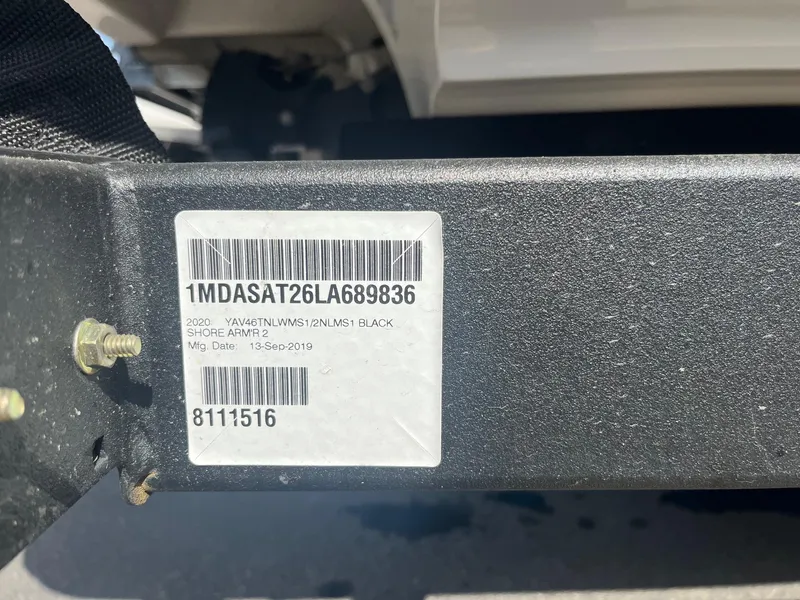 1MDASAT26LA689836
2020 YAV46TNLWMS1/2NLMS1 BLACK
SHORE ARM'R 2
Mfg. Date: 13-Sep-2019
8111516